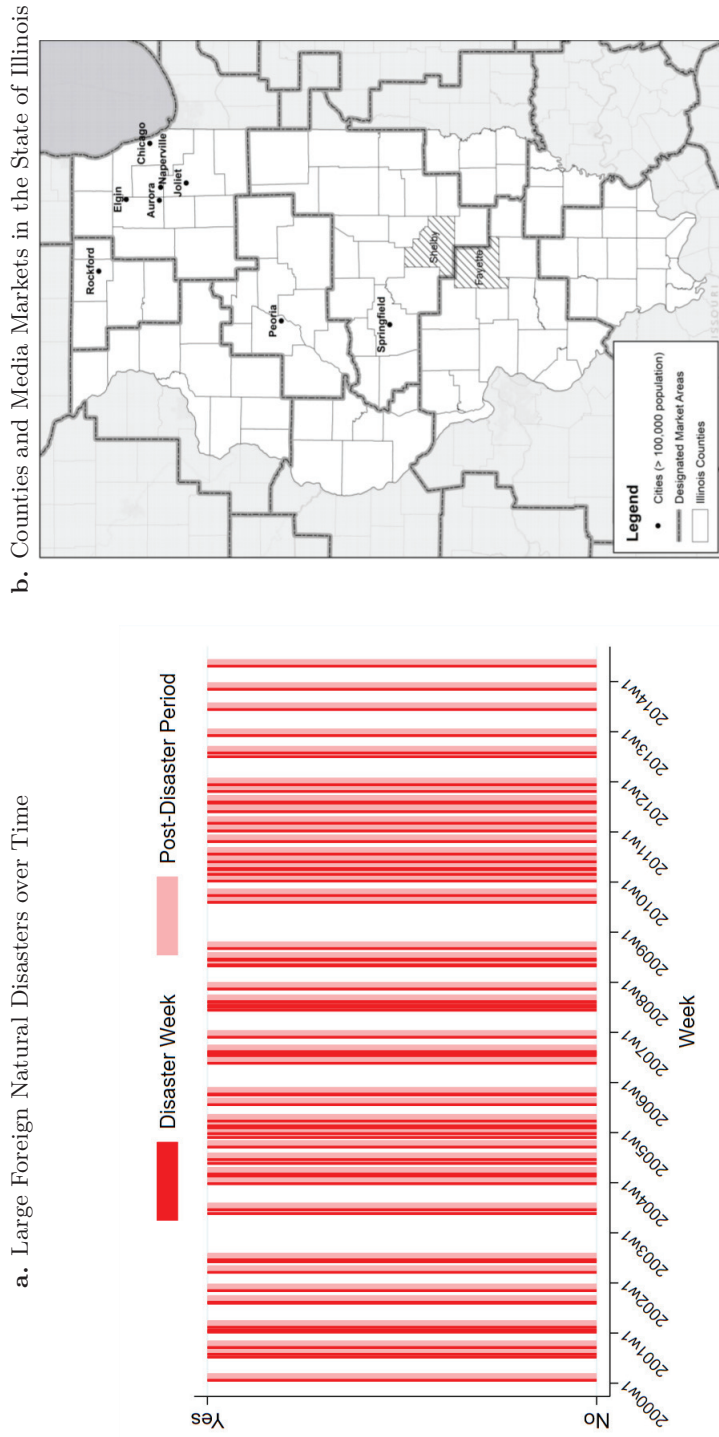 a. Large Foreign Natural Disasters over Time
Disaster Week
Post-Disaster Period
Yes
No
2000w1
2001w1
2002w1
2003w1
2004w1
2005w1
2006w1
2007w1
2008w1
2009w1
2010w1
2011w1
2012w1
2013w1
2014w1
Week
b. Counties and Media Markets in the State of Illinois
Rockford
Elgin
Chicago
Aurora
Naperville
Joliet
Peoria
Springfield
Shelby
Fayette
Legend
Cities (> 100,000 population)
Designated Market Areas
Illinois Counties